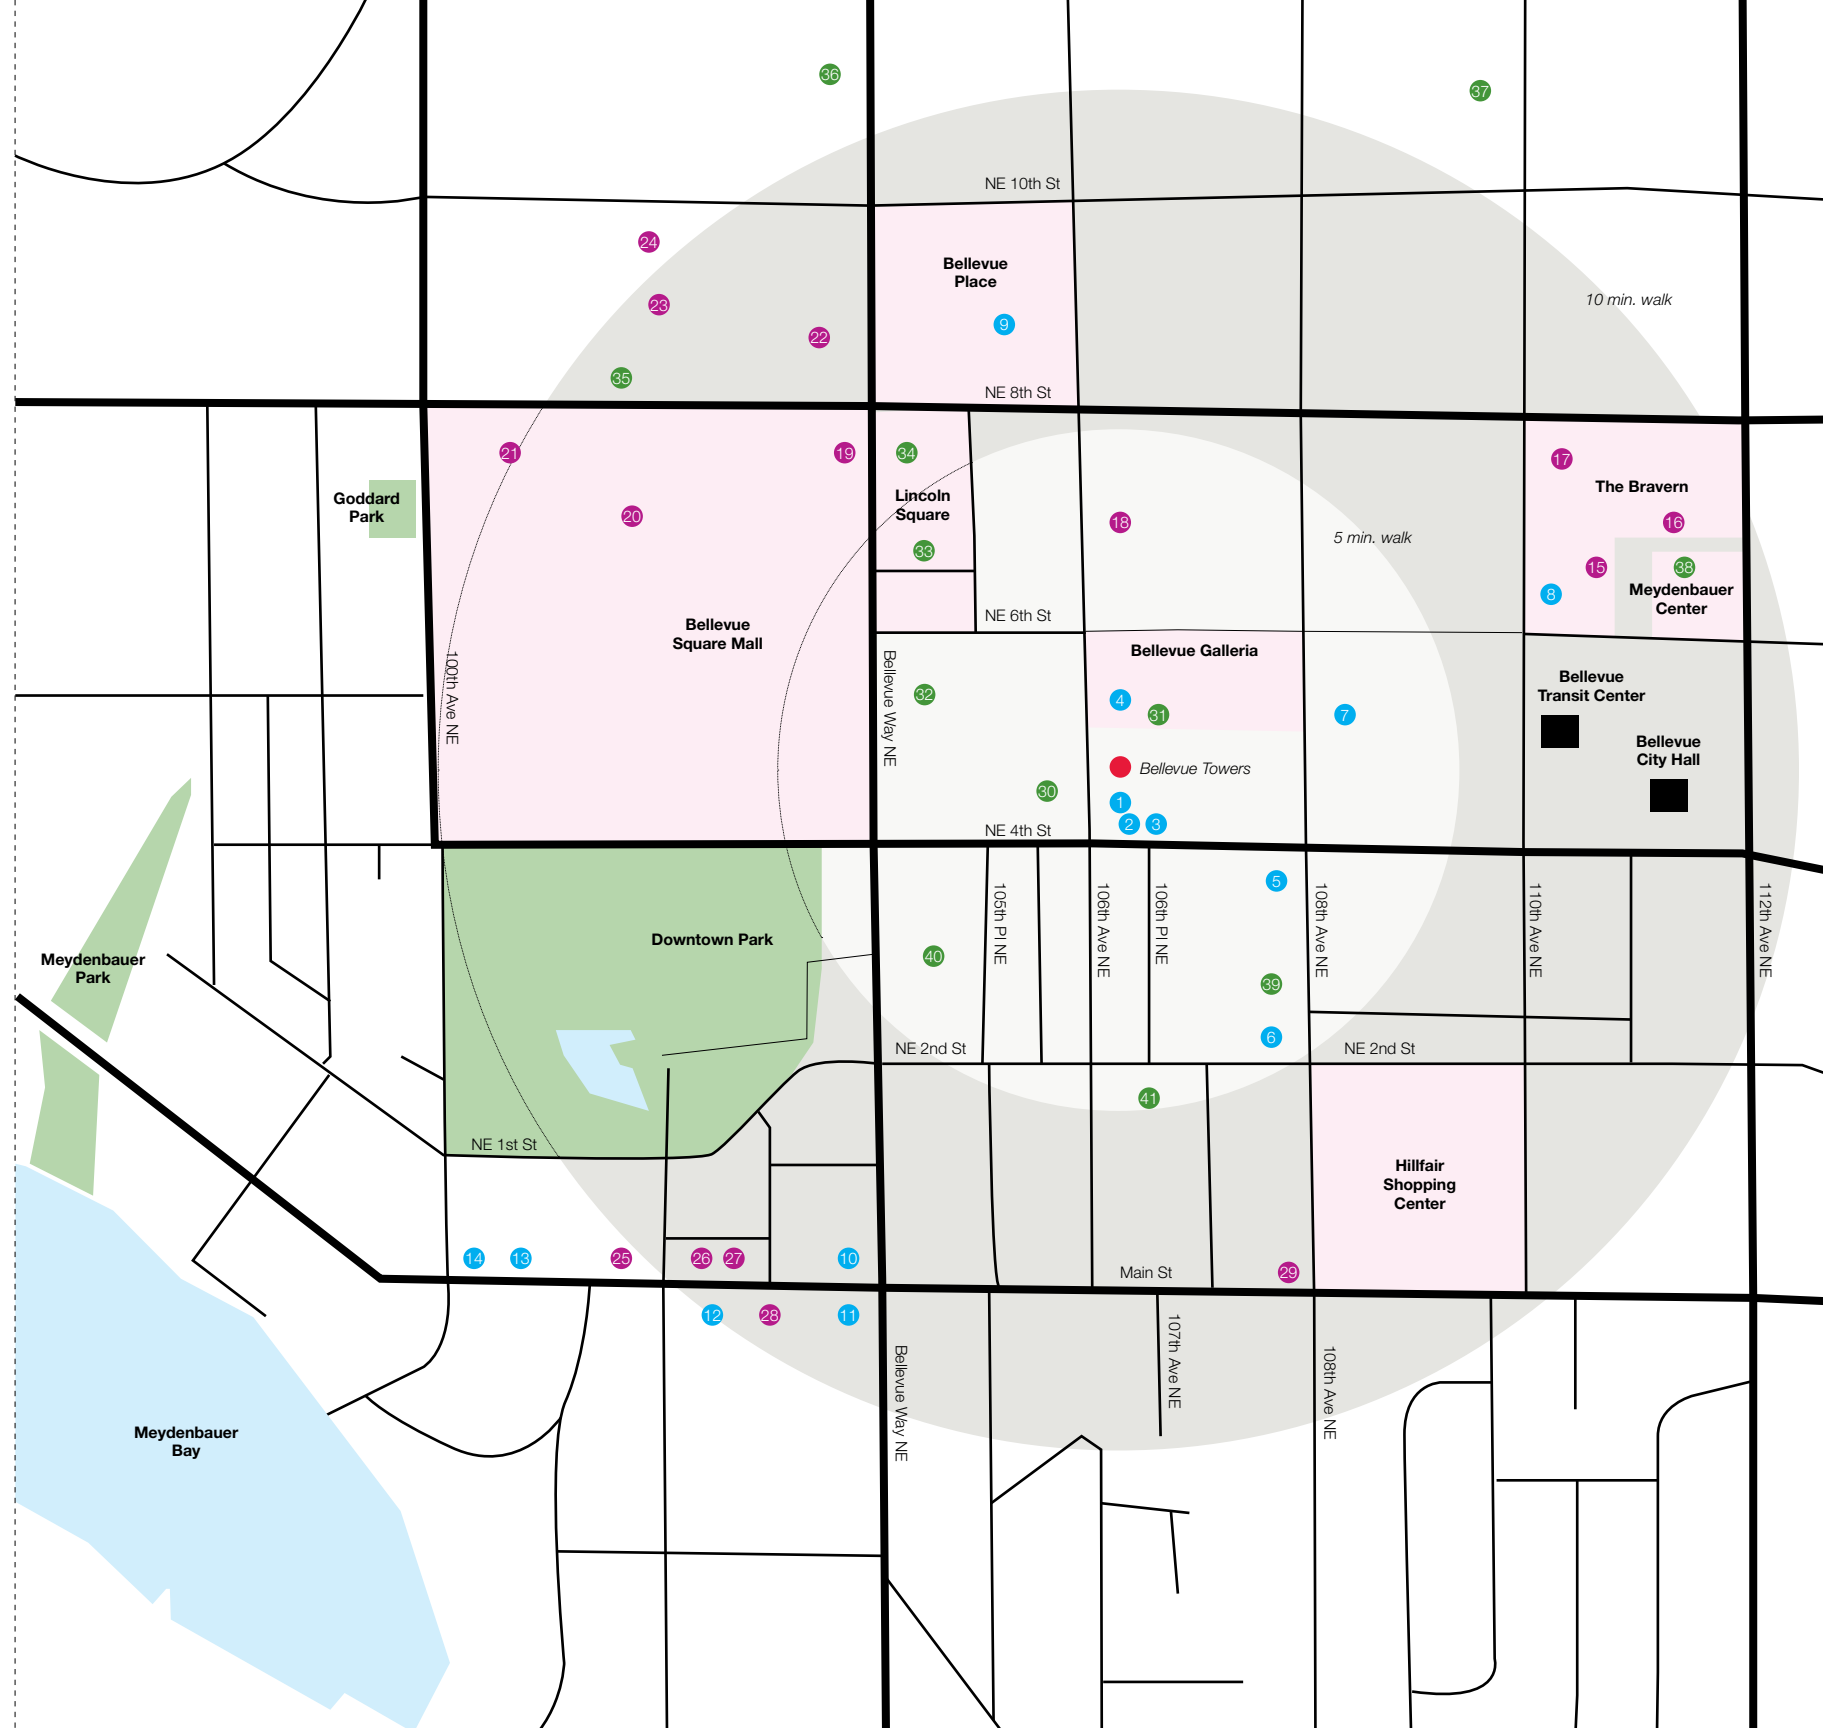 36
37
NE 10th St
24
Bellevue
Place
23
10 min. walk
9
22
35
NE 8th St
21
19
34
17
The Bravern
Goddard
Park
Lincoln
Square
20
18
16
5 min. walk
33
15
38
8
Meydenbauer
Center
NE 6th St
Bellevue
Square Mall
Bellevue Galleria
100th Ave NE
Bellevue Way NE
32
4
31
7
Bellevue
Transit Center
Bellevue
City Hall
Bellevue Towers
30
1
2
3
NE 4th St
5
105th Pl NE
106th Ave NE
106th Pl NE
108th Ave NE
110th Ave NE
112th Ave NE
Downtown Park
40
Meydenbauer
Park
39
6
NE 2nd St
NE 2nd St
41
NE 1st St
Hillfair
Shopping
Center
14
13
25
26
27
10
Main St
29
12
28
11
107th Ave NE
Bellevue Way NE
108th Ave NE
Meydenbauer
Bay